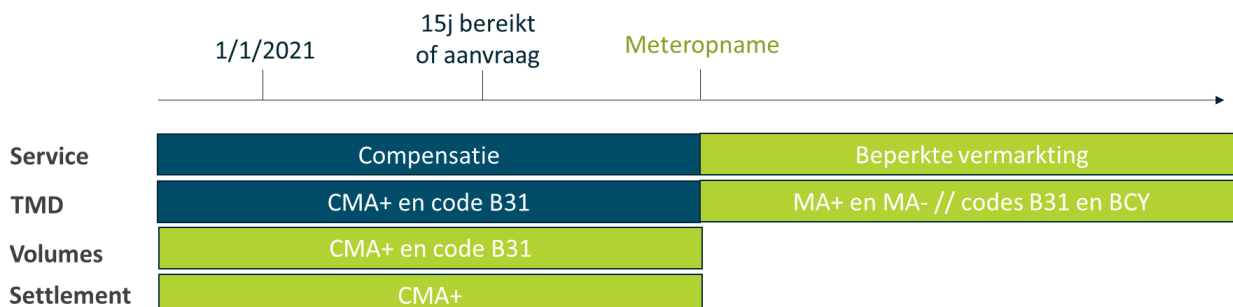 15j bereikt
of aanvraag
1/1/2021
Meteropname
Service Compensatie Beperkte vermarkting
TMD CMA+ en code B31 MA+ en MA- // codes B31 en BCY
Volumes CMA+ en code B31
Settlement CMA+